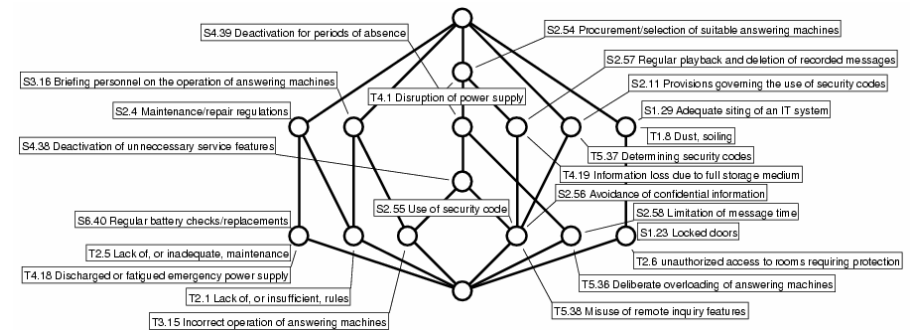 S4.39 Deactivation for periods of absence
S2.54 Procurement/selection of suitable answering machines
S2.57 Regular playback and deletion of recorded messages
S3.16 Briefing personnel on the operation of answering machines
S2.11 Provisions governing the use of security codes
T4.1 Disruption of power supply
S2.4 Maintenance/repair regulations
S1.29 Adequate siting of an IT system
T1.8 Dust, soiling
S4.38 Deactivation of unneccessary service features
T5.37 Determining security codes
T4.19 Information loss due to full storage medium
S2.56 Avoidance of confidential information
S2.55 Use of security code
S2.58 Limitation of message time
S6.40 Regular battery checks/replacements
S1.23 Locked doors
T2.5 Lack of, or inadequate, maintenance
T2.6 unauthorized access to rooms requiring protection
T4.18 Discharged or fatigued emergency power supply
T5.36 Deliberate overloading of answering machines
T2.1 Lack of, or insufficient, rules
T5.38 Misuse of remote inquiry features
T3.15 Incorrect operation of answering machines